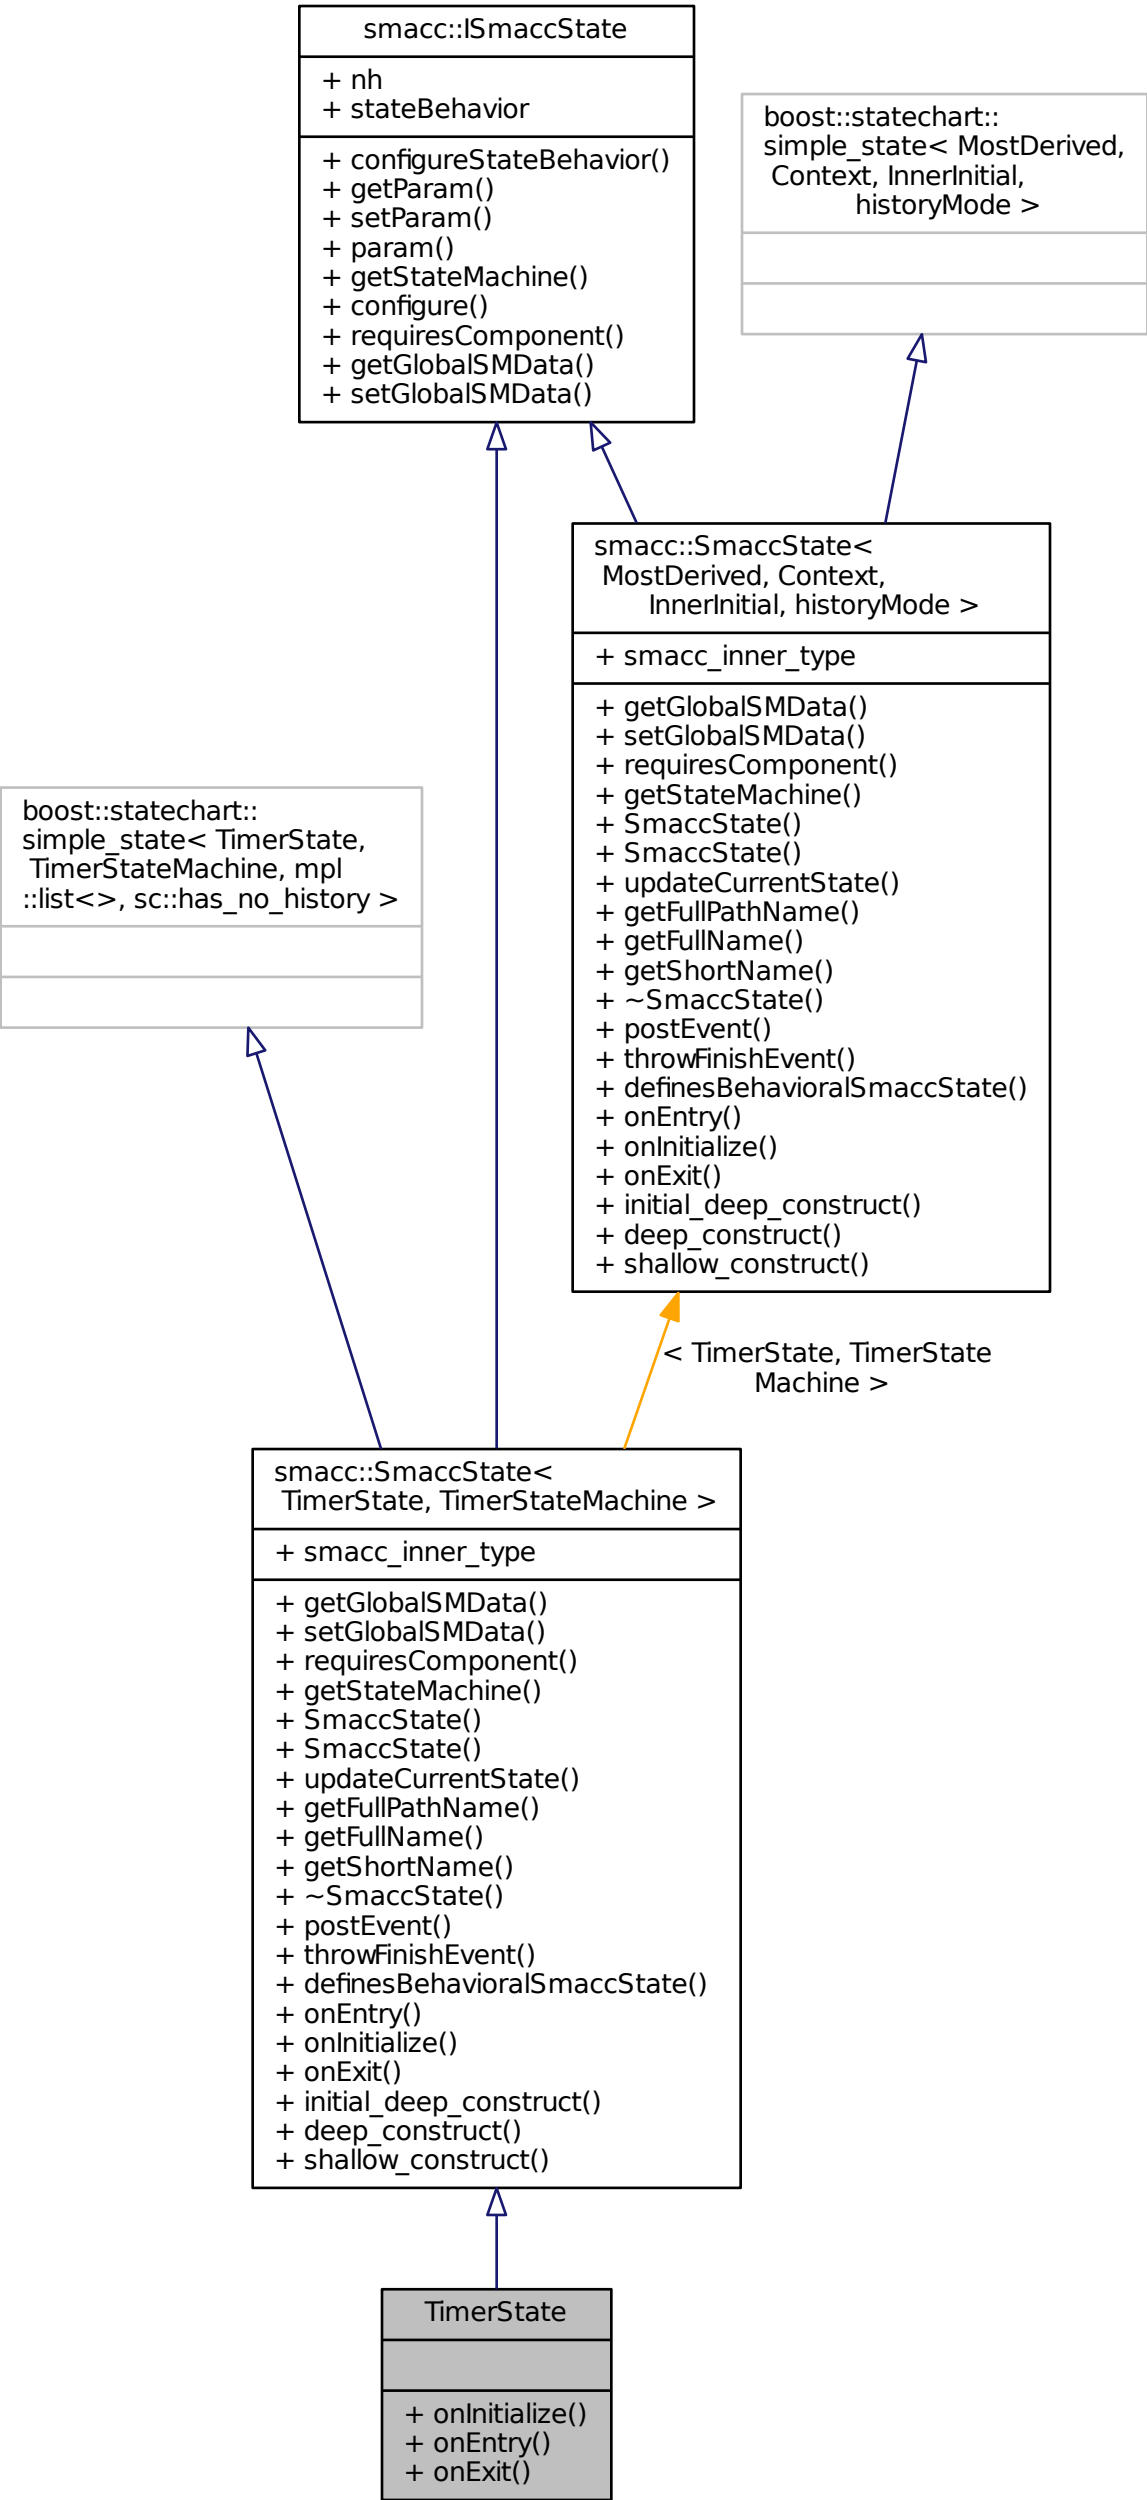 smacc::ISmaccState
+ nh
+ stateBehavior
+ configureStateBehavior()
+ getParam()
+ setParam()
+ param()
+ getStateMachine()
+ configure()
+ requiresComponent()
+ getGlobalSMData()
+ setGlobalSMData()
boost::statechart::
simple_state< MostDerived,
Context, InnerInitial,
historyMode >
smacc::SmaccState<
MostDerived, Context,
InnerInitial, historyMode >
+ smacc_inner_type
+ getGlobalSMData()
+ setGlobalSMData()
+ requiresComponent()
+ getStateMachine()
+ SmaccState()
+ SmaccState()
+ updateCurrentState()
+ getFullPathName()
+ getFullName()
+ getShortName()
+ ~SmaccState()
+ postEvent()
+ throwFinishEvent()
+ definesBehavioralSmaccState()
+ onEntry()
+ onInitialize()
+ onExit()
+ initial_deep_construct()
+ deep_construct()
+ shallow_construct()
boost::statechart::
simple_state< TimerState,
TimerStateMachine, mpl
::list<>, sc::has_no_history >
< TimerState, TimerState
Machine >
smacc::SmaccState<
TimerState, TimerStateMachine >
+ smacc_inner_type
+ getGlobalSMData()
+ setGlobalSMData()
+ requiresComponent()
+ getStateMachine()
+ SmaccState()
+ SmaccState()
+ updateCurrentState()
+ getFullPathName()
+ getFullName()
+ getShortName()
+ ~SmaccState()
+ postEvent()
+ throwFinishEvent()
+ definesBehavioralSmaccState()
+ onEntry()
+ onInitialize()
+ onExit()
+ initial_deep_construct()
+ deep_construct()
+ shallow_construct()
TimerState
+ onInitialize()
+ onEntry()
+ onExit()